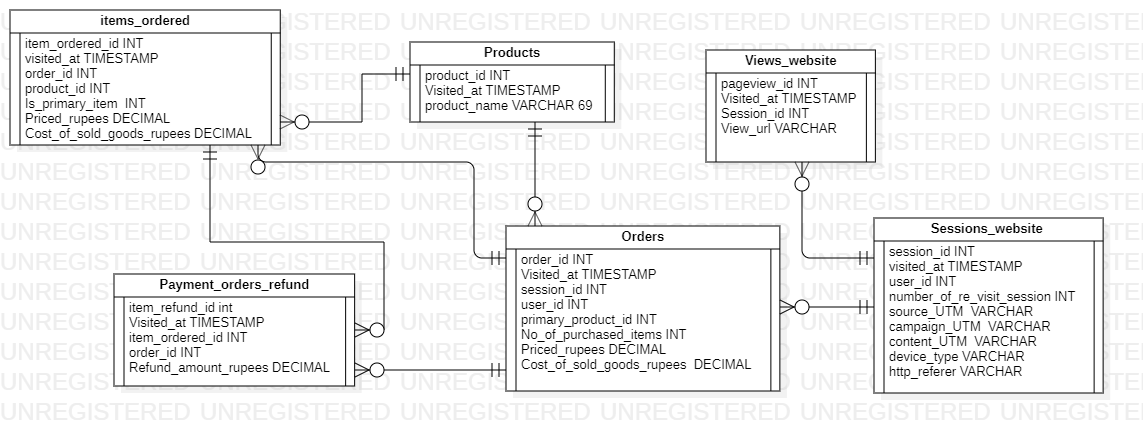 items_ordered
item_ordered_id INT
visited_at TIMESTAMP
order_id INT
product_id INT
Is_primary_item  INT
Priced_rupees DECIMAL
Cost_of_sold_goods_rupees DECIMAL
Products
product_id INT
Visited_at TIMESTAMP
product_name VARCHAR 69
Views_website
pageview_id INT
Visited_at TIMESTAMP
Session_id INT
View_url VARCHAR
Orders
order_id INT
Visited_at TIMESTAMP
session_id INT
user_id INT
primary_product_id INT
No_of_purchased_items INT
Priced_rupees DECIMAL
Cost_of_sold_goods_rupees  DECIMAL
Sessions_website
session_id INT
visited_at TIMESTAMP
user_id INT
number_of_re_visit_session INT
source_UTM  VARCHAR
campaign_UTM  VARCHAR
content_UTM  VARCHAR
device_type VARCHAR
http_referer VARCHAR
Payment_orders_refund
item_refund_id int
Visited_at TIMESTAMP
item_ordered_id INT
order_id INT
Refund_amount_rupees DECIMAL
UNREGISTERED UNREGISTERED UNREGISTERED UNREGISTERED UNREGISTERED UNREGISTERED